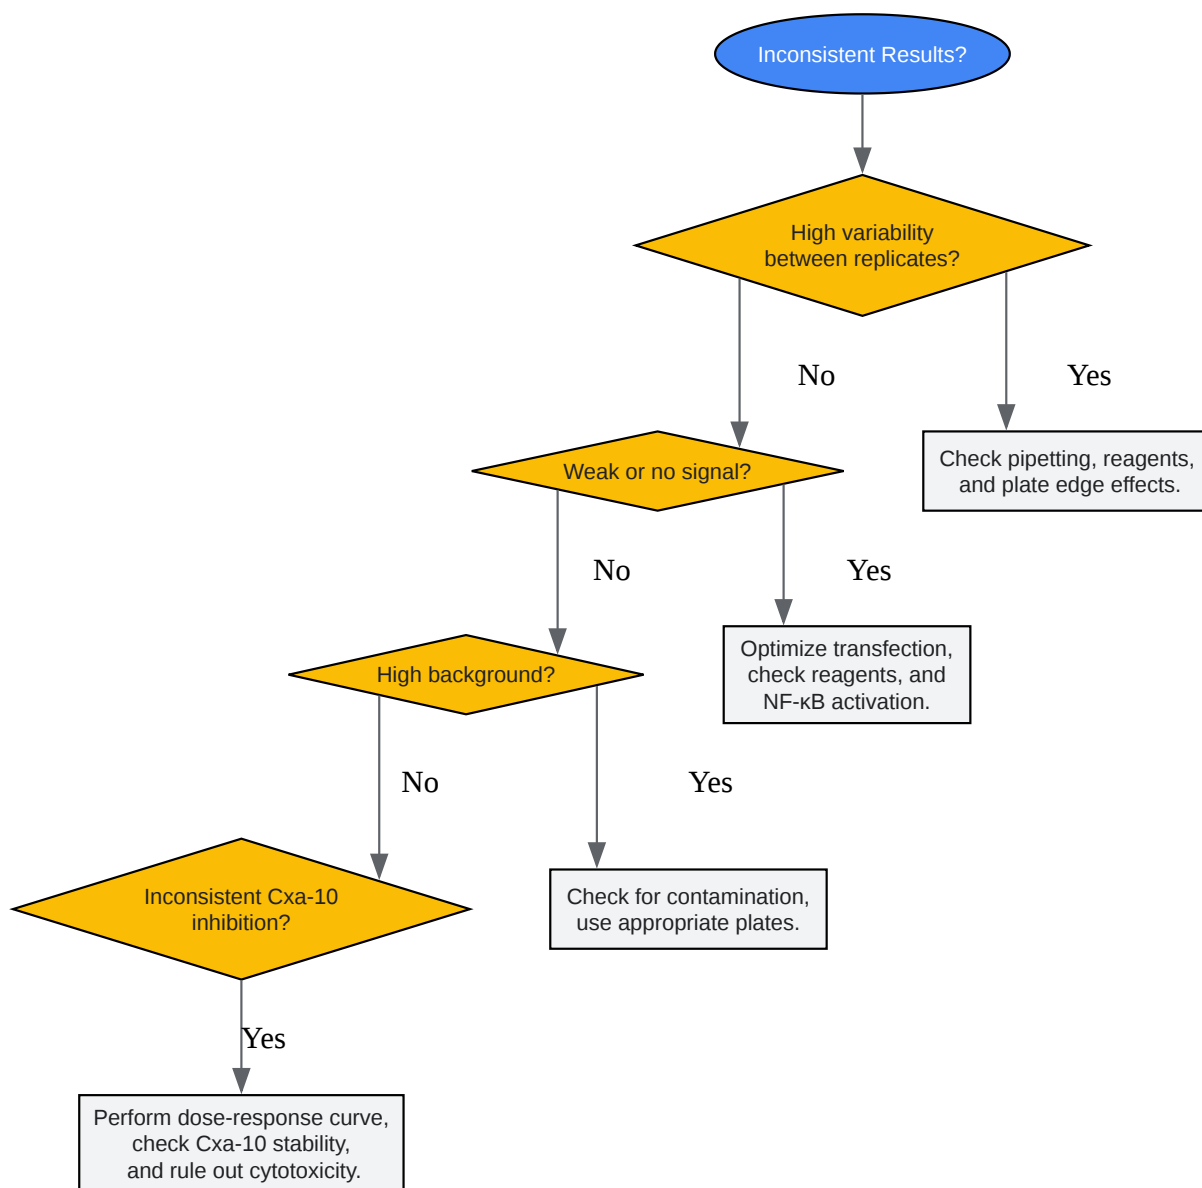 Inconsistent Results?
High variability
between replicates?
No
Yes
Weak or no signal?
Check pipetting, reagents,
and plate edge effects.
No
Yes
High background?
Optimize transfection,
check reagents, and
NF-κB activation.
No
Yes
Inconsistent Cxa-10
inhibition?
Check for contamination,
use appropriate plates.
Yes
Perform dose-response curve,
check Cxa-10 stability,
and rule out cytotoxicity.